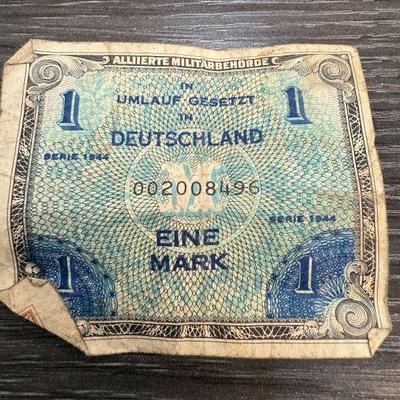 ALLIIERTE MILITÄRBEHÖRDE
IN
1 UMLAUF GESETZT 1
IN
DEUTSCHLAND
SERIE 1944
002008496
SERIE 1944
EINE
1 MARK 1